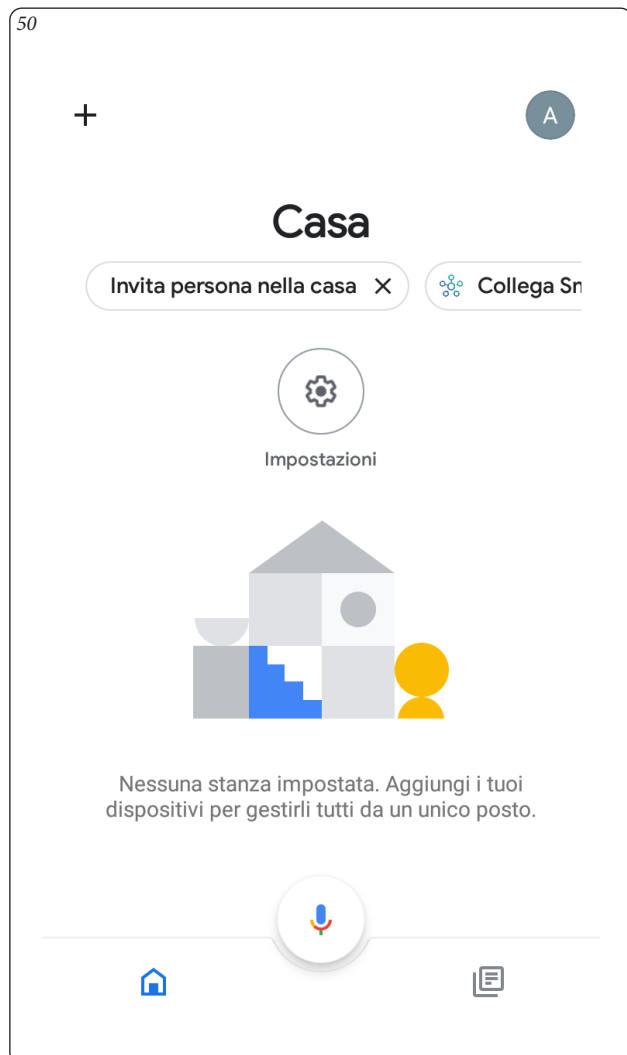 50
A
Casa
Invita persona nella casa
Collega Sn
Impostazioni
Nessuna stanza impostata. Aggiungi i tuoi
dispositivi per gestirli tutti da un unico posto.